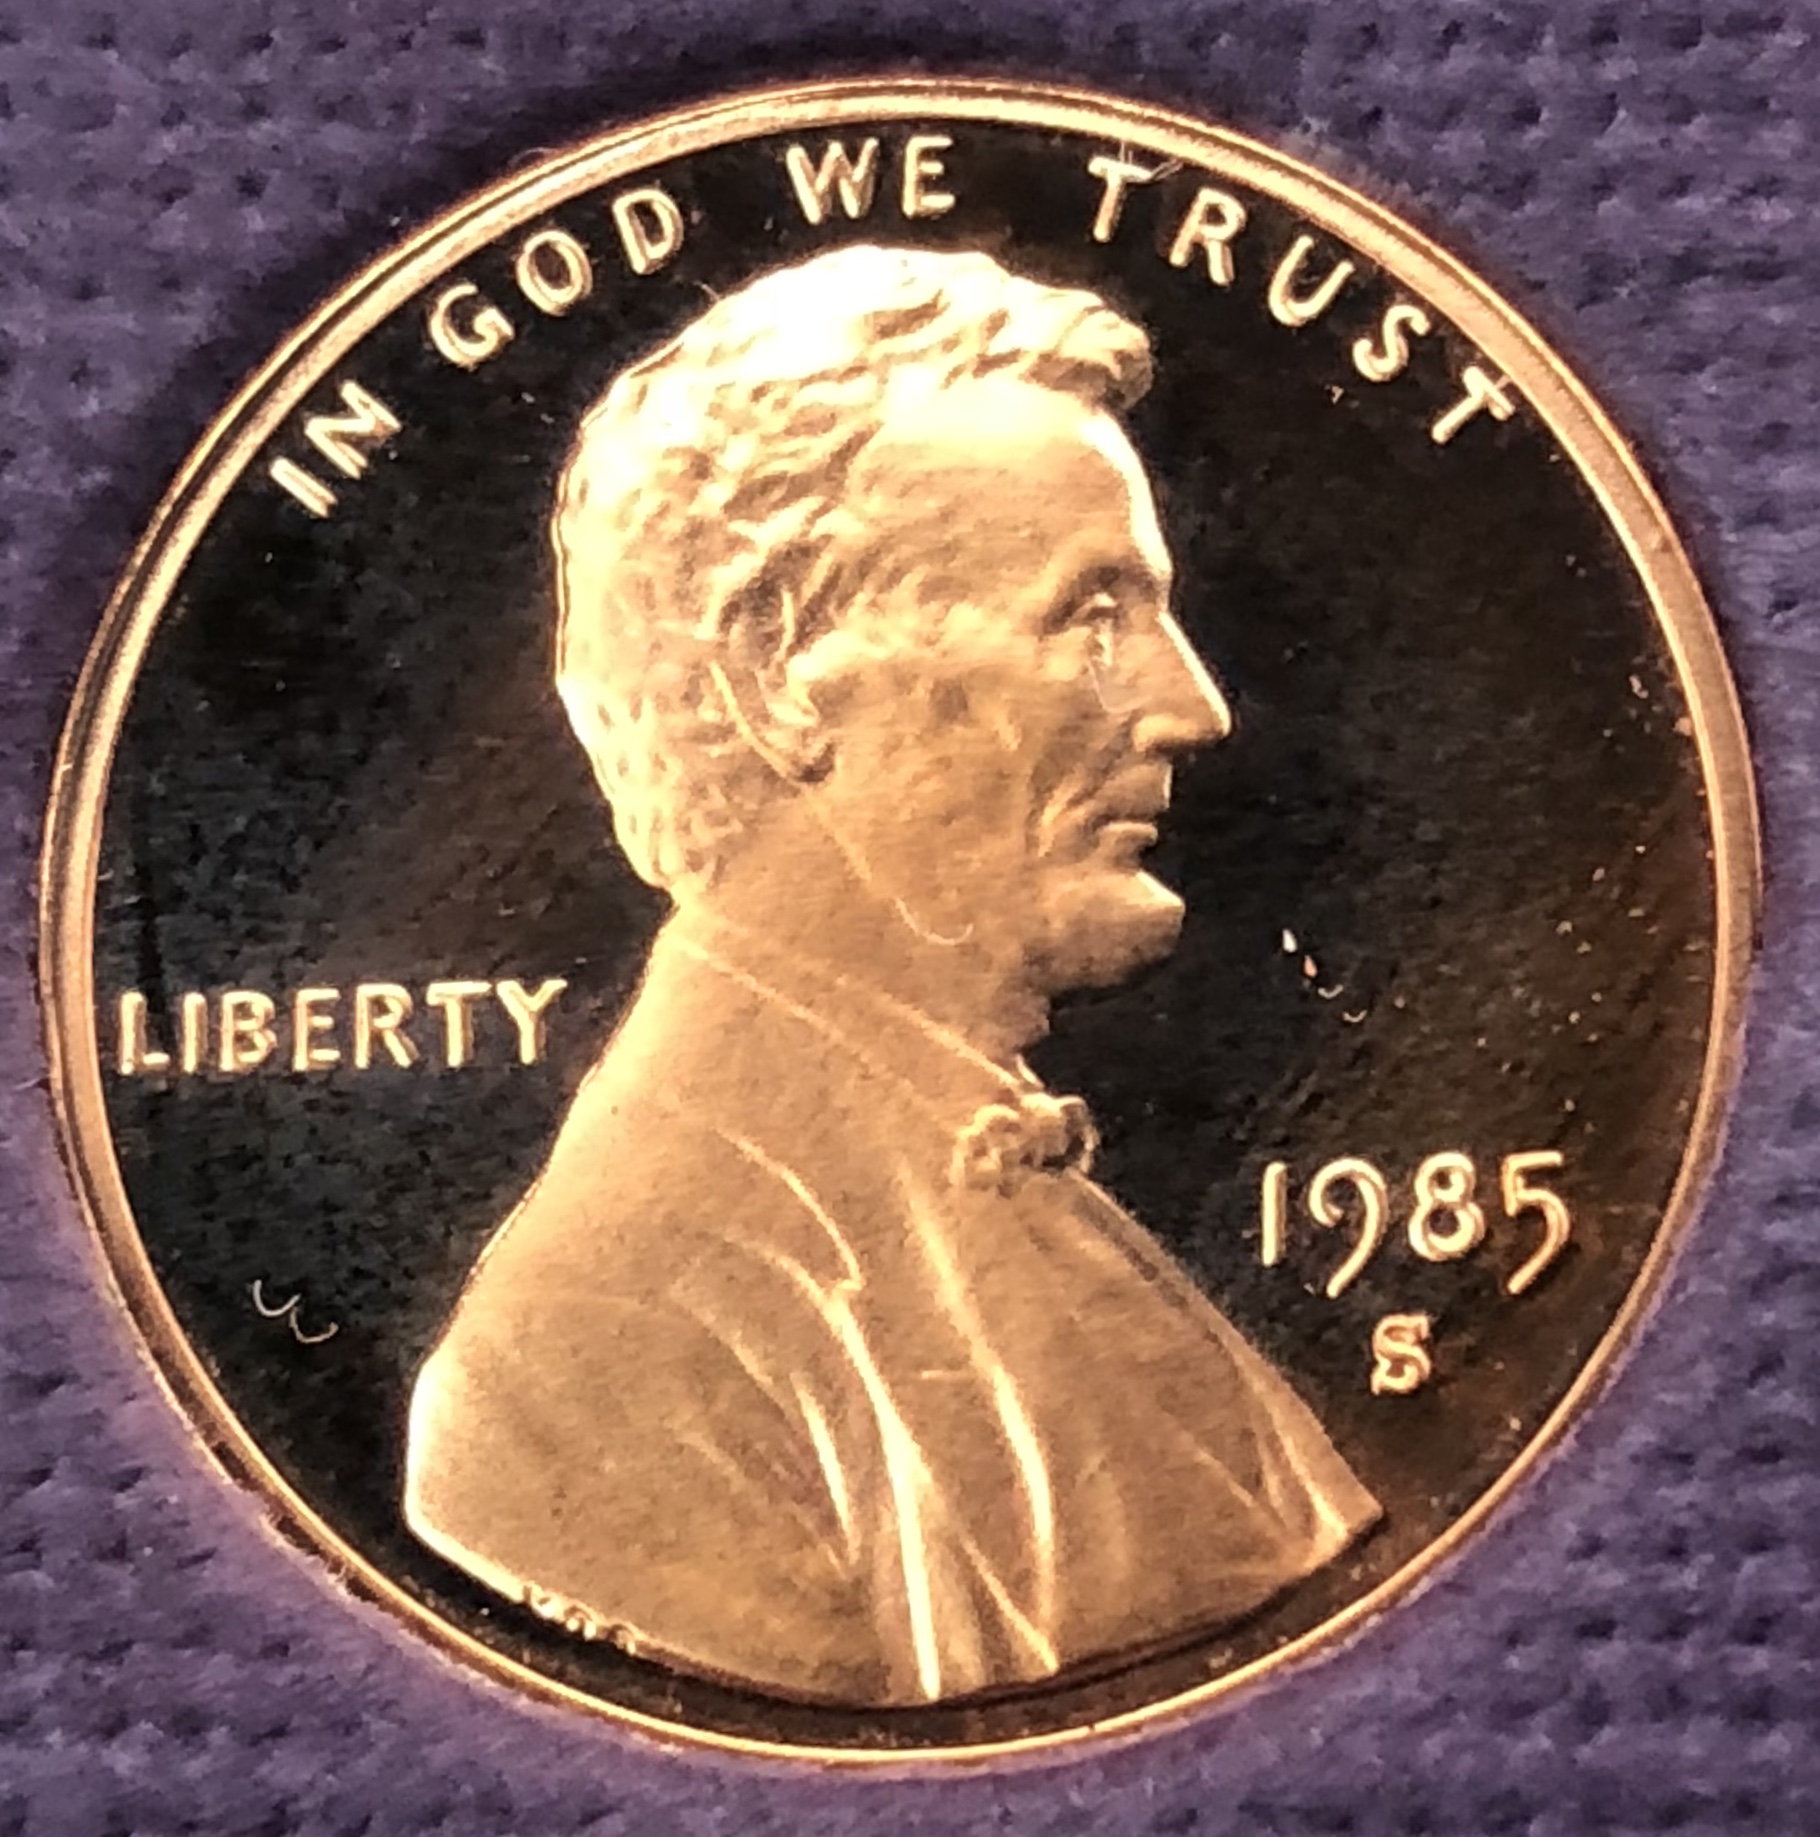 IN GOD WE TRUST
LIBERTY
1985
S